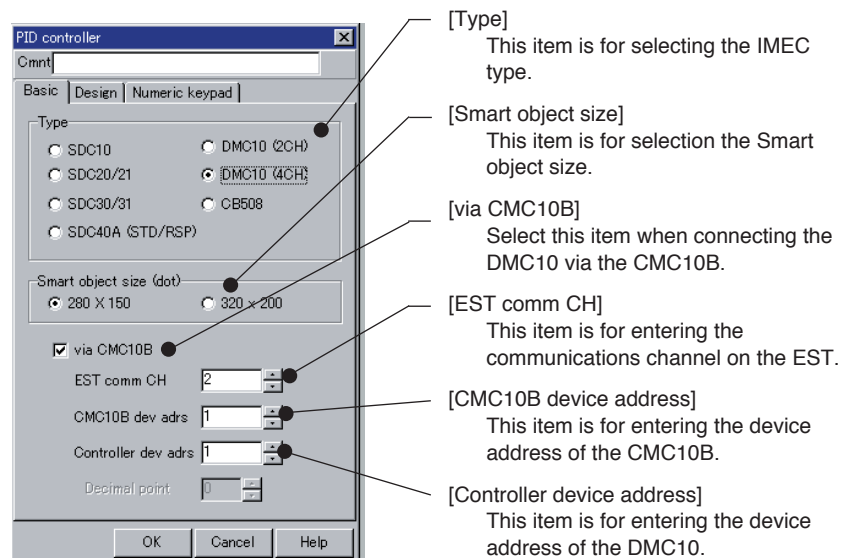 PID controller
Cmnt
Basic Design Numeric keypad
Type
SDC10
DMC10 (2CH)
SDC20/21
DMC10 (4CH)
SDC30/31
CB508
SDC40A (STD/RSP)
Smart object size (dot)
280 X 150
320 x 200
via CMC10B
EST comm CH 2
CMC10B dev adrs 1
Controller dev adrs 1
Decimal point 0
OK Cancel Help
[Type]
This item is for selecting the IMEC
type.
[Smart object size]
This item is for selection the Smart
object size.
[via CMC10B]
Select this item when connecting the
DMC10 via the CMC10B.
[EST comm CH]
This item is for entering the
communications channel on the EST.
[CMC10B device address]
This item is for entering the device
address of the CMC10B.
[Controller device address]
This item is for entering the device
address of the DMC10.